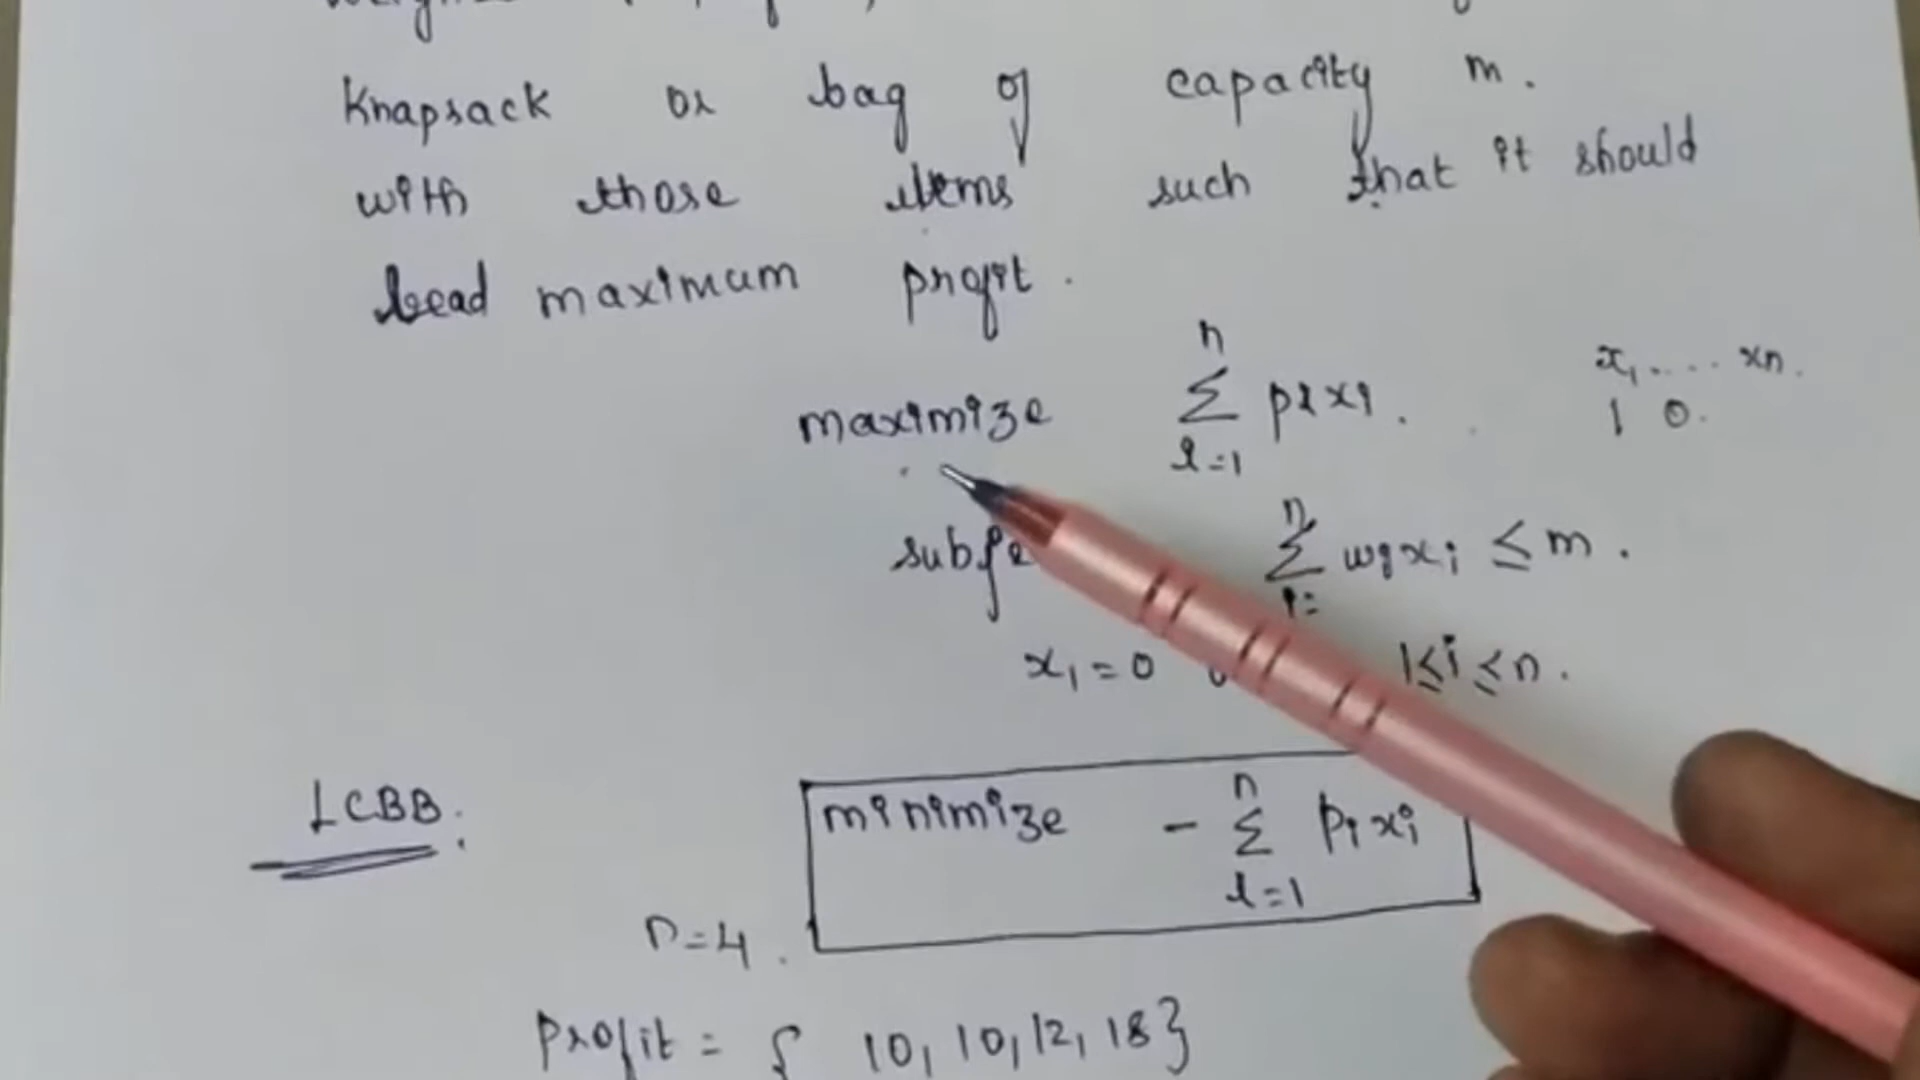 Knapsack or bag of capacity m.
with those items such that it should
lead maximum profit.
maximize n Σ i=1 pixi. x1.... xn.
1 0.
n Σ i= wixi ≤ m.
x1 = 0 1≤i≤n.
LCBB.
minimize - n Σ i=1 pixi
n=4.
Profit = { 10, 10, 12, 18}